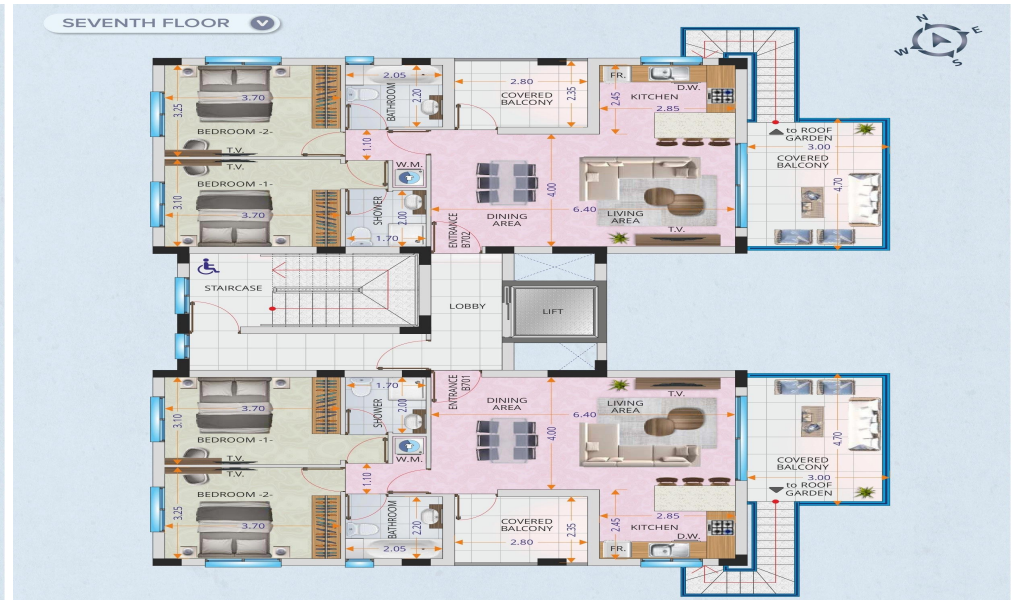 SEVENTH FLOOR
N
E
S
W
3.25
3.70
BEDROOM -2-
T.V.
2.05
BATHROOM
2.20
1.10
2.80
COVERED
BALCONY
2.35
FR.
2.45
KITCHEN
D.W.
2.85
to ROOF
GARDEN
3.00
COVERED
BALCONY
4.70
T.V.
BEDROOM -1-
3.10
3.70
W.M.
SHOWER
2.00
1.70
ENTRANCE
B702
DINING
AREA
4.00
6.40
LIVING
AREA
T.V.
STAIRCASE
LOBBY
LIFT
ENTRANCE
B701
1.70
SHOWER
2.00
3.10
3.70
BEDROOM -1-
T.V.
W.M.
DINING
AREA
6.40
4.00
T.V.
LIVING
AREA
4.70
COVERED
BALCONY
3.00
to ROOF
GARDEN
T.V.
BEDROOM -2-
3.25
3.70
1.10
BATHROOM
2.20
2.05
COVERED
BALCONY
2.80
2.35
2.45
2.85
KITCHEN
D.W.
FR.